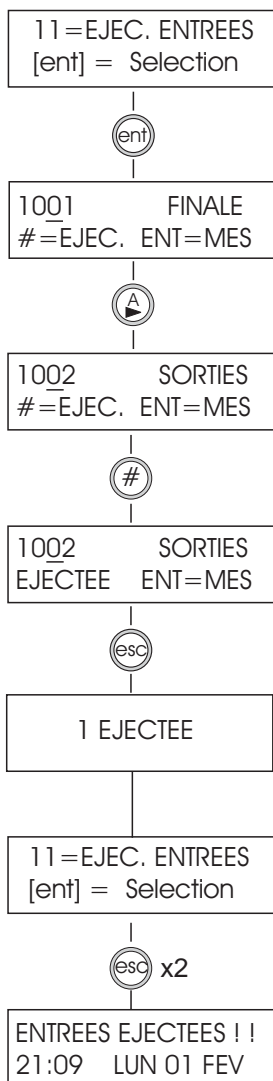 11=EJEC. ENTREES
[ent] = Selection
ent
1001 FINALE
#=EJEC. ENT=MES
A
1002 SORTIES
#=EJEC. ENT=MES
#
1002 SORTIES
EJECTEE ENT=MES
esc
1 EJECTEE
11=EJEC. ENTREES
[ent] = Selection
esc x2
ENTREES EJECTEES ! !
21:09 LUN 01 FEV